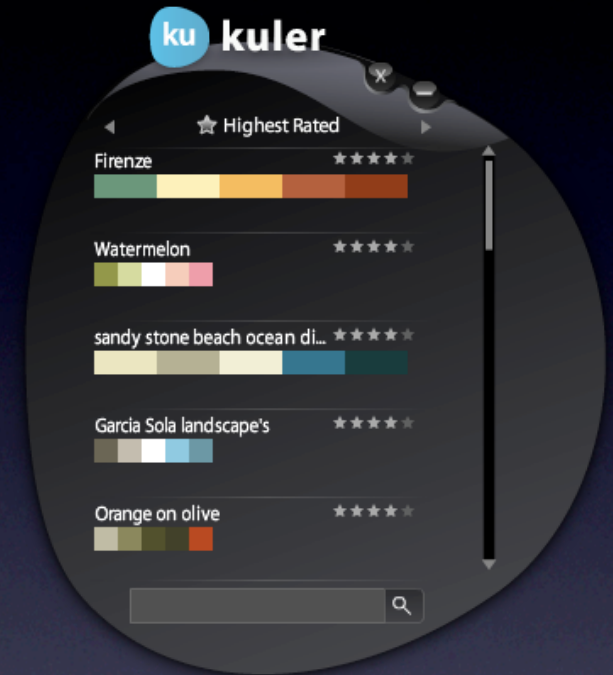 ku kuler
X
Highest Rated
Firenze
Watermelon
sandy stone beach ocean di...
Garcia Sola landscape's
Orange on olive